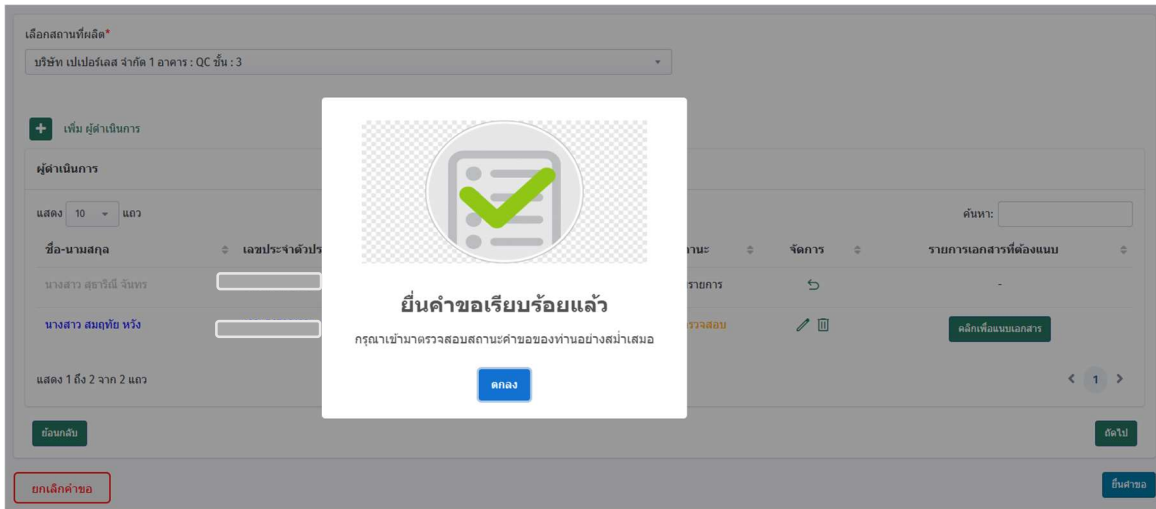 เลือกสถานที่ผลิต*
บริษัท เปเปอร์เลส จำกัด 1 อาคาร : QC ชั้น : 3
+ เพิ่ม ผู้ดำเนินการ
ผู้ดำเนินการ
แสดง 10 แถว
ค้นหา:
ชื่อ-นามสกุล เลขประจำตัวประ านะ จัดการ รายการเอกสารที่ต้องแนบ
นางสาว สุธาริณี จันทร รายการ -
นางสาว สมฤทัย หวัง รวจสอบ คลิกเพื่อแนบเอกสาร
ยื่นคำขอเรียบร้อยแล้ว
กรุณาเข้ามาตรวจสอบสถานะคำขอของท่านอย่างสม่ำเสมอ
ตกลง
แสดง 1 ถึง 2 จาก 2 แถว
< 1 >
ย้อนกลับ ถัดไป
ยกเลิกคำขอ ยื่นคำขอ